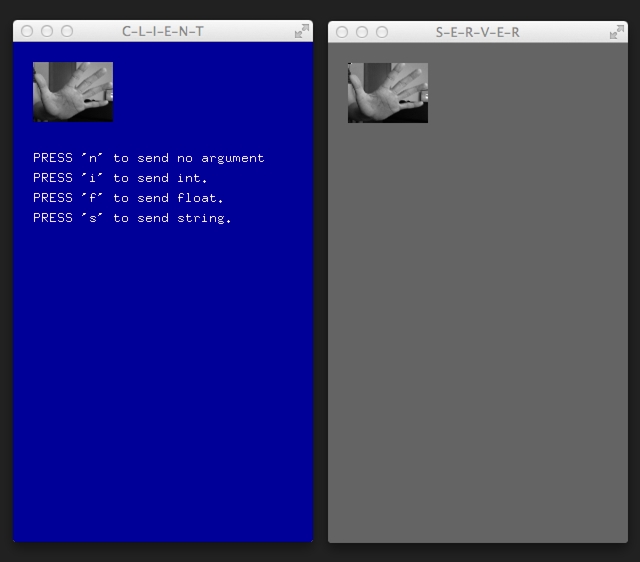 C-L-I-E-N-T
S-E-R-V-E-R
PRESS 'n' to send no argument
PRESS 'i' to send int.
PRESS 'f' to send float.
PRESS 's' to send string.